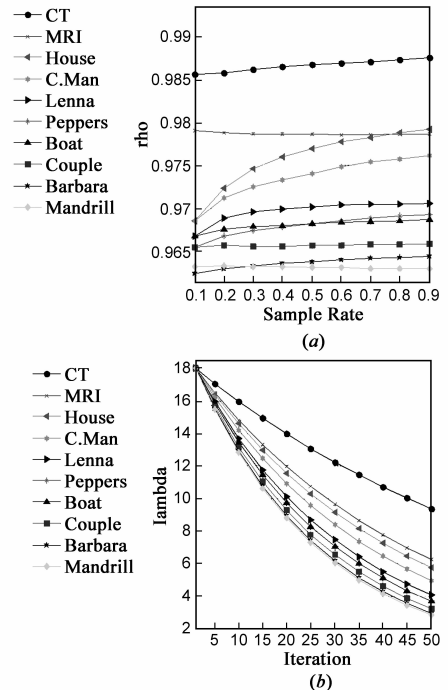 CT
MRI
House
C.Man
Lenna
Peppers
Boat
Couple
Barbara
Mandrill
rho
0.99
0.985
0.98
0.975
0.97
0.965
0.1 0.2 0.3 0.4 0.5 0.6 0.7 0.8 0.9
Sample Rate
(a)
CT
MRI
House
C.Man
Lenna
Peppers
Boat
Couple
Barbara
Mandrill
lambda
18
16
14
12
10
8
6
4
2
5 10 15 20 25 30 35 40 45 50
Iteration
(b)